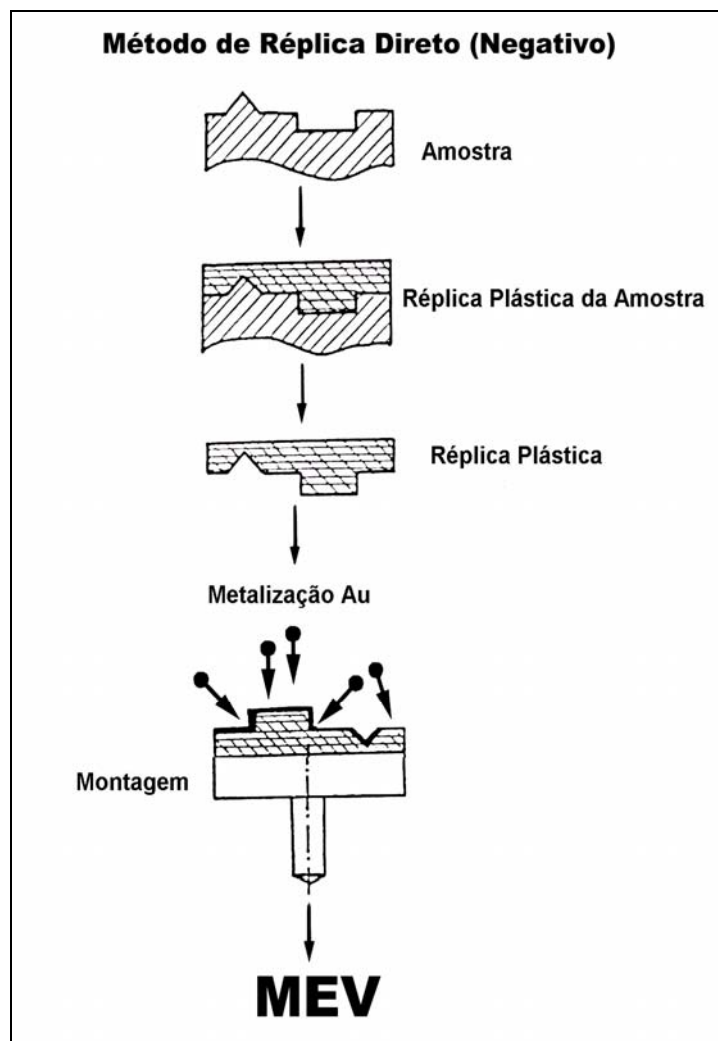 Método de Réplica Direto (Negativo)
Amostra
Réplica Plástica da Amostra
Réplica Plástica
Metalização Au
Montagem
MEV